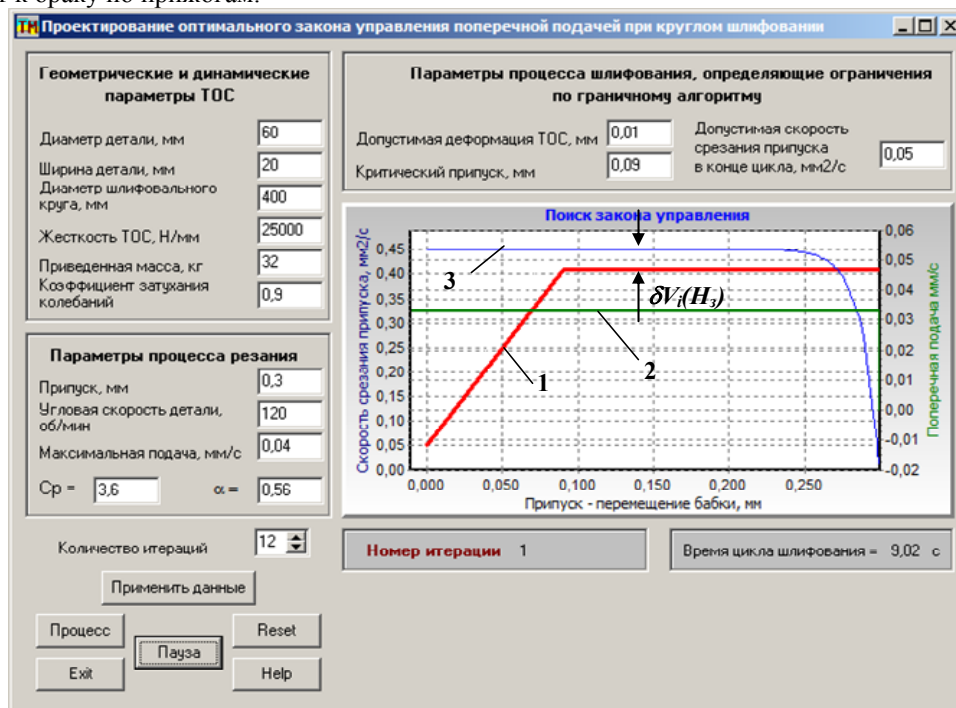 к браку по прижогам.
Проектирование оптимального закона управления поперечной подачей при круглом шлифовании
Геометрические и динамические
параметры ТОС
Диаметр детали, мм 60
Ширина детали, мм 20
Диаметр шлифовального
круга, мм 400
Жесткость ТОС, Н/мм 25000
Приведенная масса, кг 32
Коэффициент затухания
колебаний 0,9
Параметры процесса резания
Припуск, мм 0,3
Угловая скорость детали,
об/мин 120
Максимальная подача, мм/с 0,04
Cp = 3,6 α = 0,56
Количество итераций 12
Применить данные
Процесс Пауза Reset
Exit Help
Параметры процесса шлифования, определяющие ограничения
по граничному алгоритму
Допустимая деформация ТОС, мм 0,01
Критический припуск, мм 0,09
Допустимая скорость
срезания припуска
в конце цикла, мм2/с 0,05
Поиск закона управления
Скорость срезания припуска, мм2/с
0,45
0,40
0,35
0,30
0,25
0,20
0,15
0,10
0,05
0,00
0,06
0,05
0,04
0,03
0,02
0,01
0,00
-0,01
-0,02
Поперечная подача мм/с
3
δVi(Hз)
2
1
0,000 0,050 0,100 0,150 0,200 0,250
Припуск - перемещение бабки, мм
Номер итерации 1
Время цикла шлифования = 9,02 с